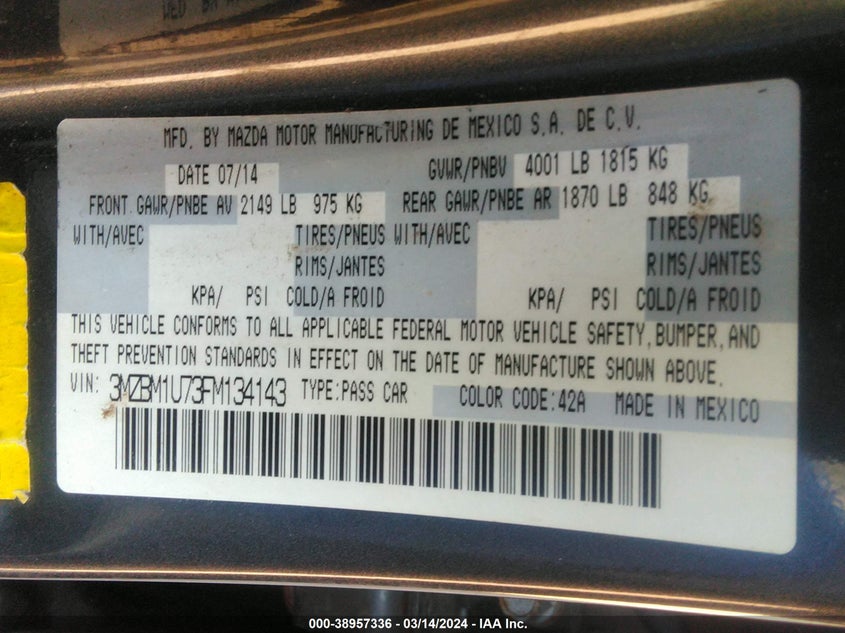 MFD. BY MAZDA MOTOR MANUFACTURING DE MEXICO S.A. DE C.V.
DATE 07/14 GVWR/PNBV 4001 LB 1815 KG
FRONT GAWR/PNBE AV 2149 LB 975 KG REAR GAWR/PNBE AR 1870 LB 848 KG
WITH/AVEC TIRES/PNEUS WITH/AVEC TIRES/PNEUS
RIMS/JANTES RIMS/JANTES
KPA/ PSI COLD/A FROID KPA/ PSI COLD/A FROID
THIS VEHICLE CONFORMS TO ALL APPLICABLE FEDERAL MOTOR VEHICLE SAFETY, BUMPER, AND
THEFT PREVENTION STANDARDS IN EFFECT ON THE DATE OF MANUFACTURE SHOWN ABOVE.
VIN: 3MZBM1U73FM134143 TYPE:PASS CAR COLOR CODE:42A MADE IN MEXICO
000-38957336 - 03/14/2024 - IAA Inc.